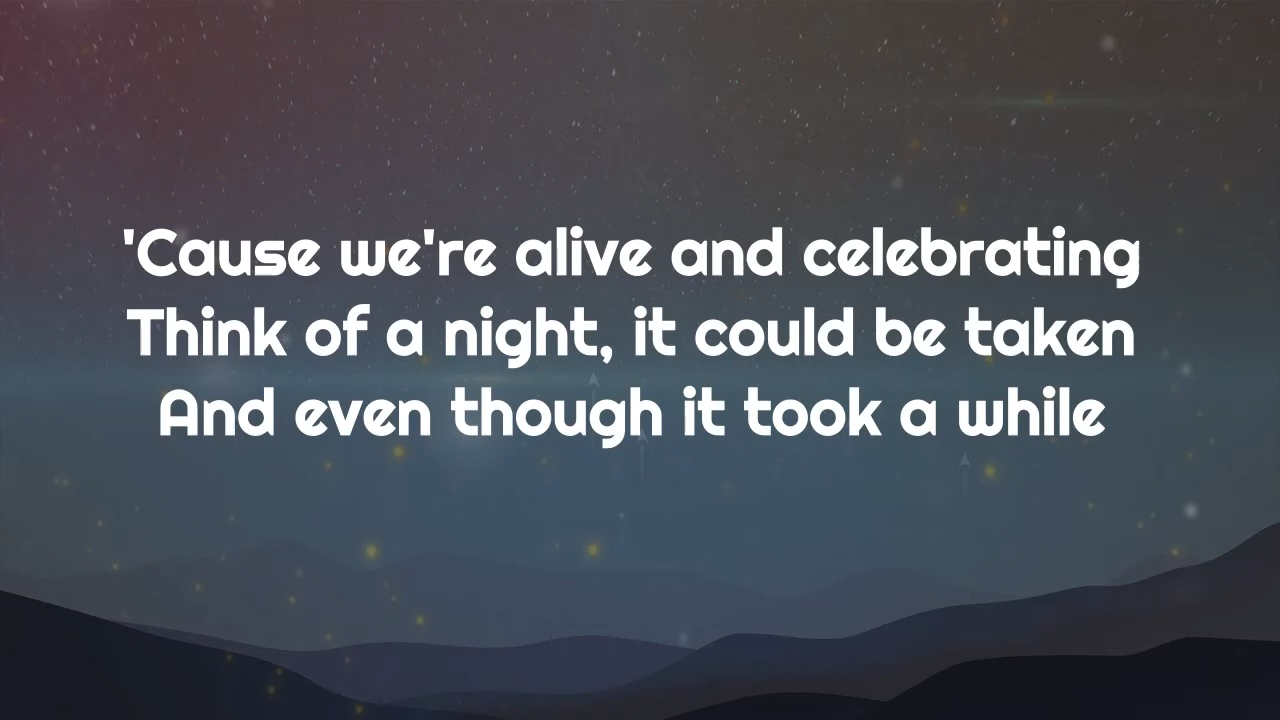 'Cause we're alive and celebrating
Think of a night, it could be taken
And even though it took a while